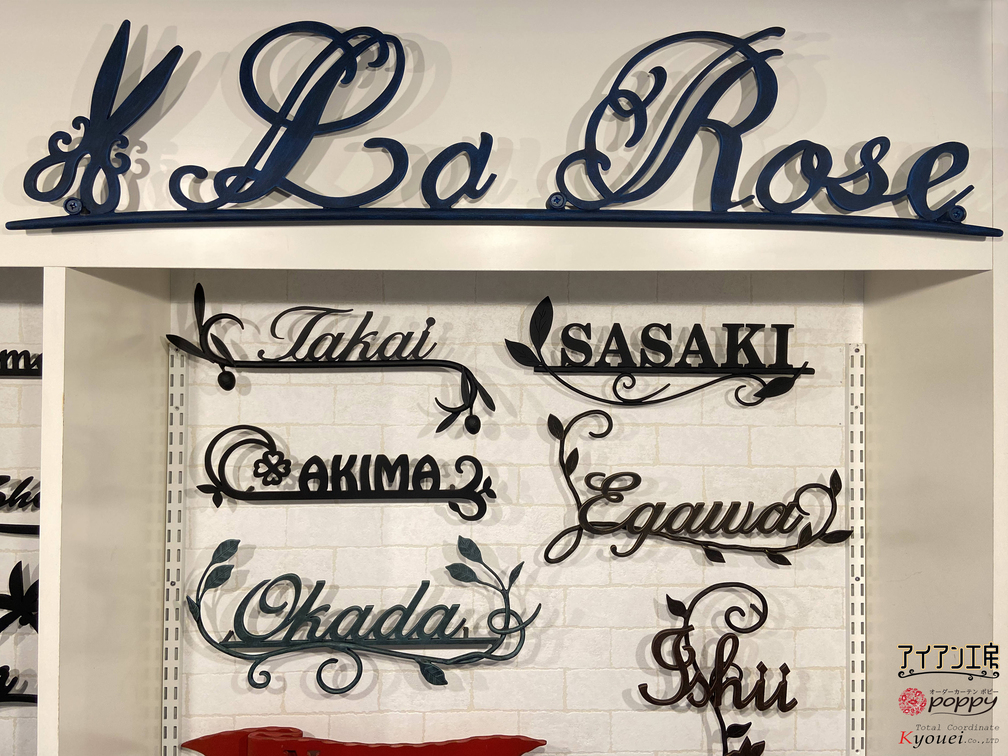 La Rose
Takai
SASAKI
AKIMA
Egawa
Okada
Ishii
アイアン工房
オーダーカーテン ポピー
poppy
Total Coordinate
Kyouei.Co.,LTD